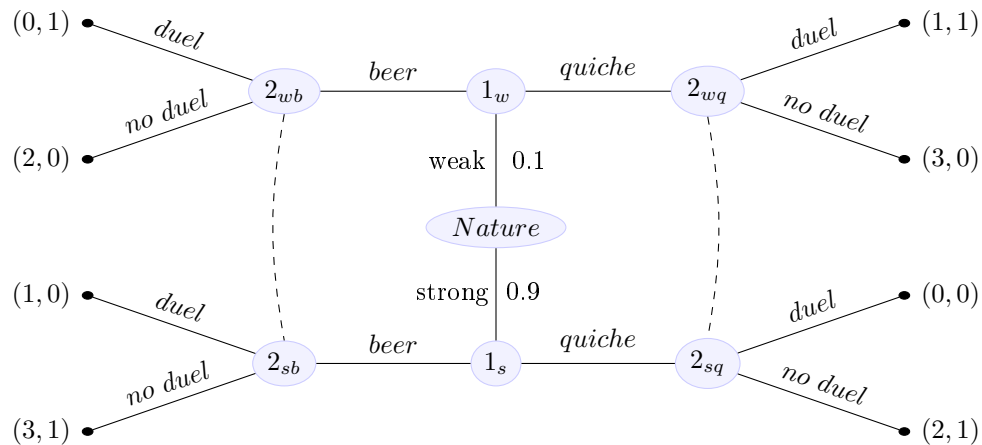 (0, 1)
duel
beer
quiche
duel
(1, 1)
2wb
1w
2wq
no duel
no duel
(2, 0)
weak
0.1
(3, 0)
Nature
(1, 0)
strong
0.9
(0, 0)
duel
beer
quiche
duel
2sb
1s
2sq
no duel
no duel
(3, 1)
(2, 1)